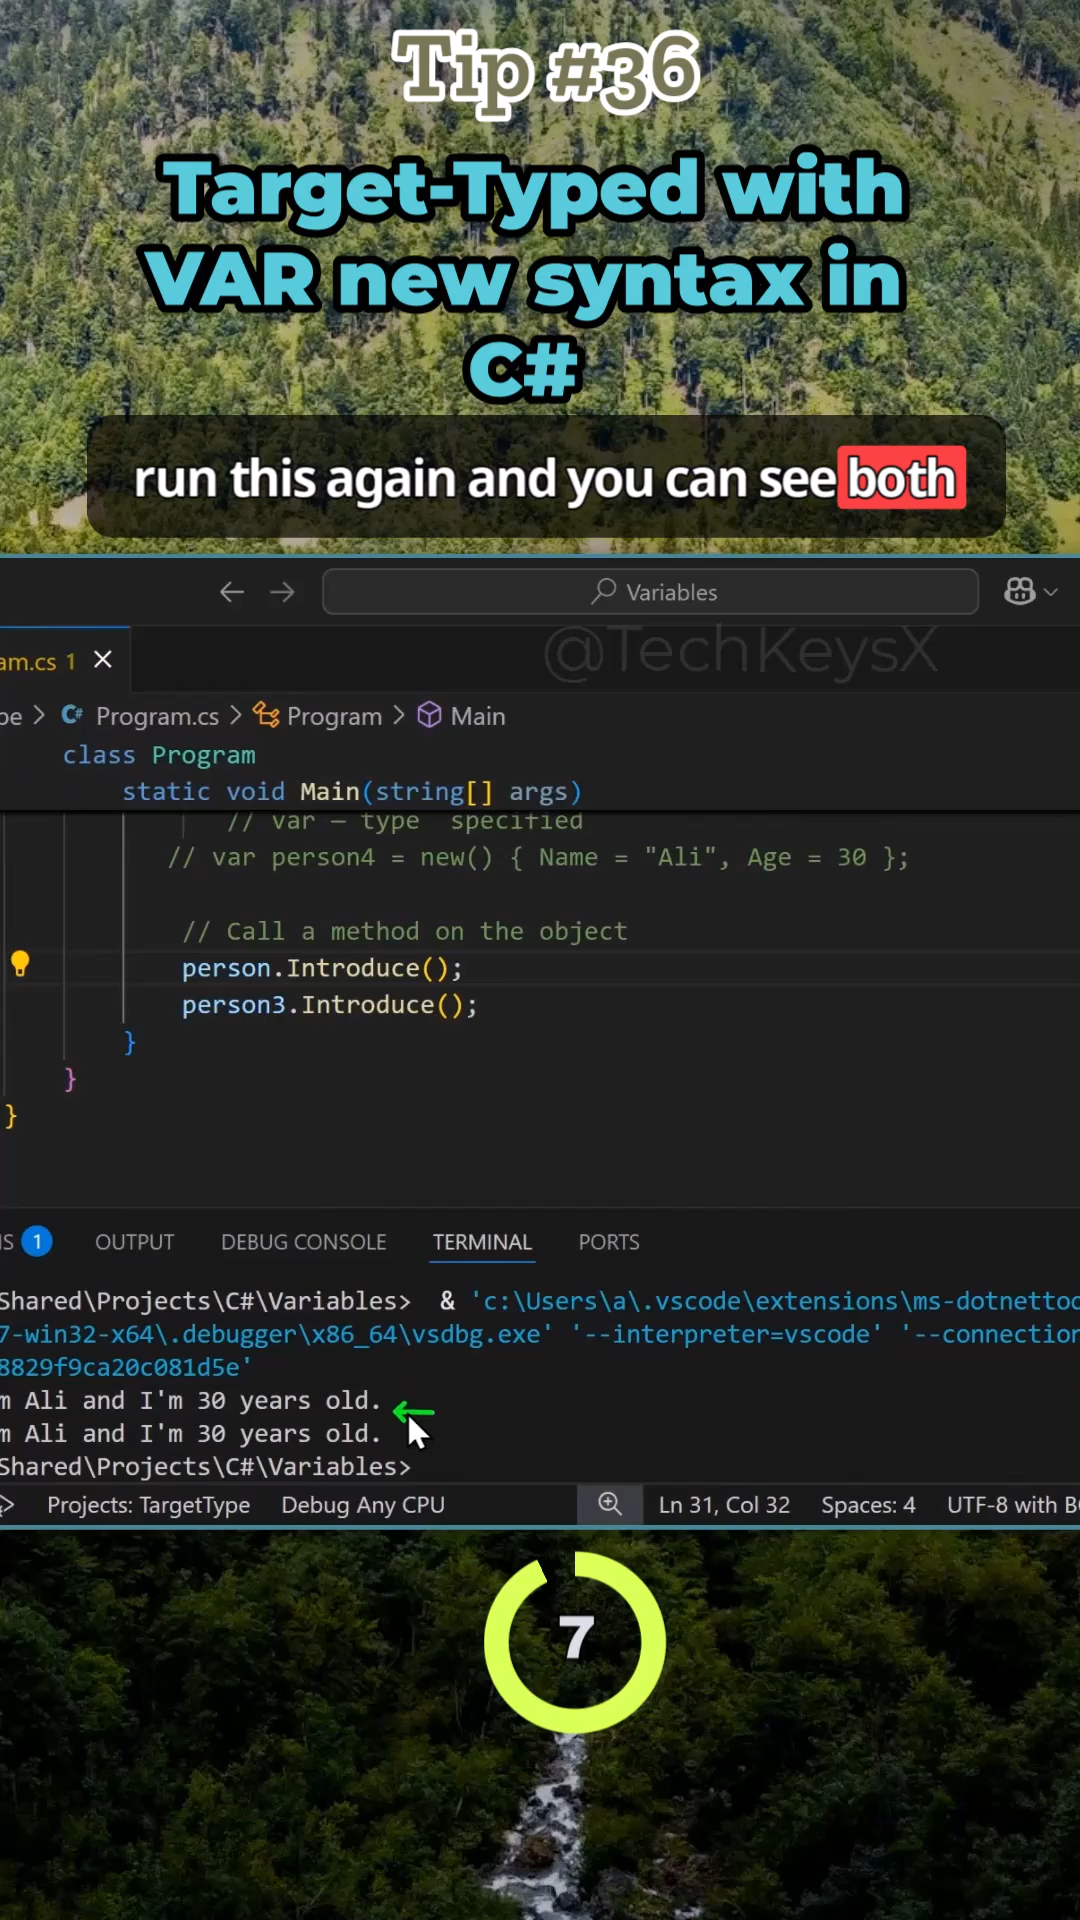 Tip #36
Target-Typed with
VAR new syntax in
C#
run this again and you can see both
Variables
@TechKeysX
am.cs 1
pe > C# Program.cs > Program > Main
class Program
static void Main(string[] args)
// var – type specified
// var person4 = new() { Name = "Ali", Age = 30 };
// Call a method on the object
person.Introduce();
person3.Introduce();
}
}
}
S 1 OUTPUT DEBUG CONSOLE TERMINAL PORTS
Shared\Projects\C#\Variables> & 'c:\Users\a\.vscode\extensions\ms-dotnettoo
7-win32-x64\.debugger\x86_64\vsdbg.exe' '--interpreter=vscode' '--connection
8829f9ca20c081d5e'
m Ali and I'm 30 years old.
m Ali and I'm 30 years old.
Shared\Projects\C#\Variables>
Projects: TargetType Debug Any CPU Ln 31, Col 32 Spaces: 4 UTF-8 with B
7